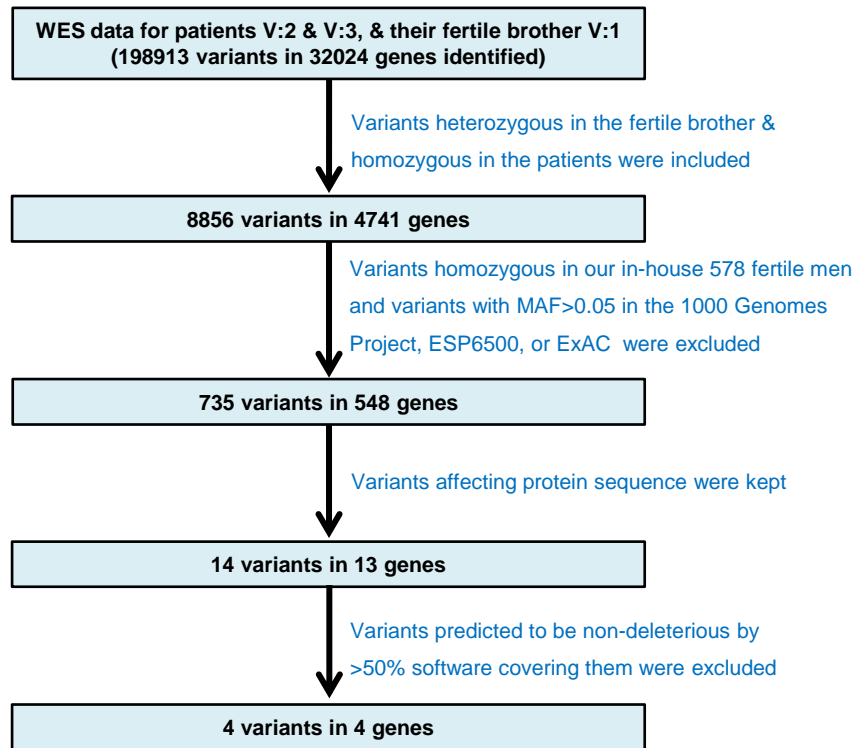 WES data for patients V:2 & V:3, & their fertile brother V:1
(198913 variants in 32024 genes identified)
Variants heterozygous in the fertile brother &
homozygous in the patients were included
8856 variants in 4741 genes
Variants homozygous in our in-house 578 fertile men
and variants with MAF>0.05 in the 1000 Genomes
Project, ESP6500, or ExAC were excluded
735 variants in 548 genes
Variants affecting protein sequence were kept
14 variants in 13 genes
Variants predicted to be non-deleterious by
>50% software covering them were excluded
4 variants in 4 genes